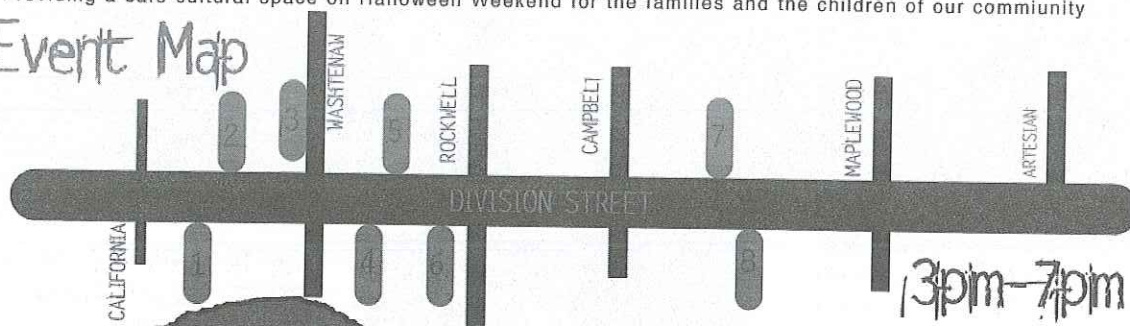 Providing a safe cultural space on Halloween Weekend for the families and the children of our commiunity
Event Map
WASHTENAW
ROCKWELL
CAMPBELL
MAPLEWOOD
ARTESIAN
2
3
5
7
DIVISION STREET
CALIFORNIA
1
4
6
8
3pm-7pm